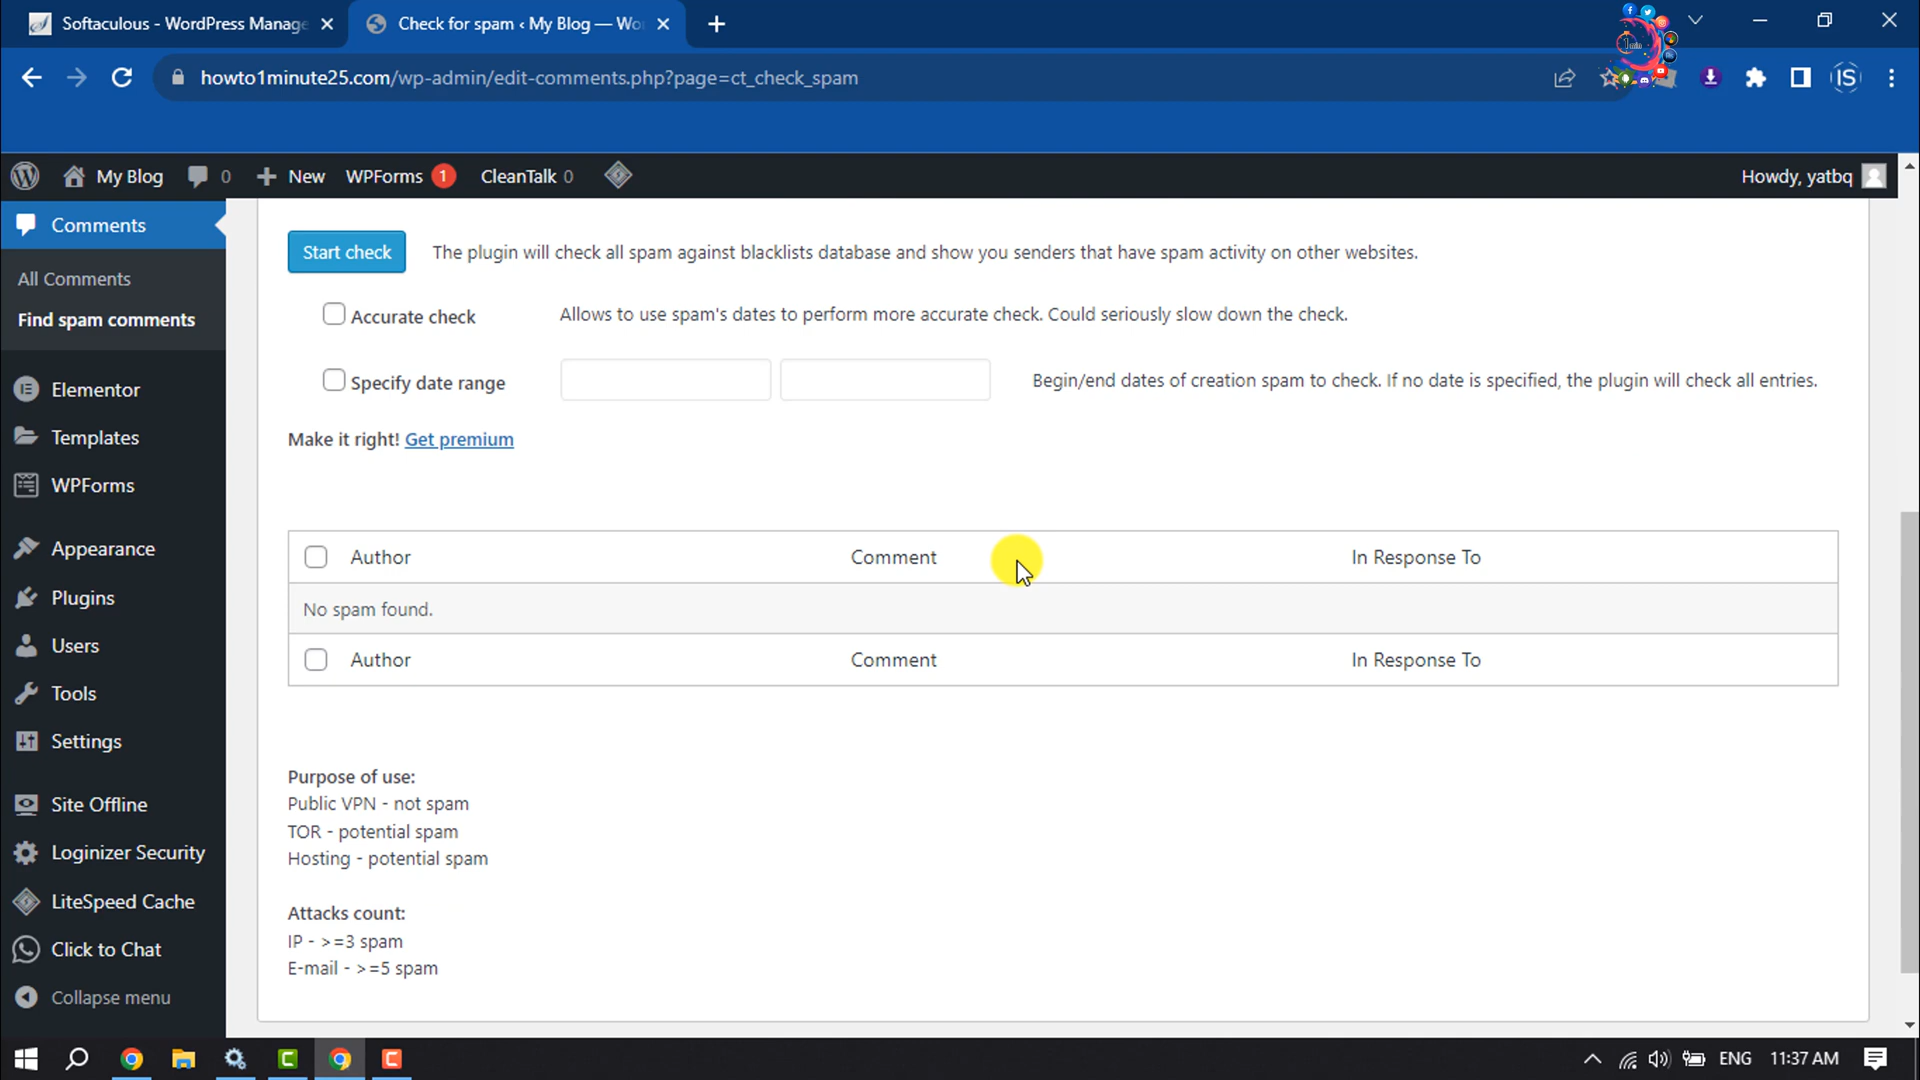 Softaculous - WordPress Manage
Check for spam ‹ My Blog — Wo
howto1minute25.com/wp-admin/edit-comments.php?page=ct_check_spam
IS
My Blog 0 New WPForms 1 CleanTalk 0
Howdy, yatbq
Comments
All Comments
Find spam comments
Elementor
Templates
WPForms
Appearance
Plugins
Users
Tools
Settings
Site Offline
Loginizer Security
LiteSpeed Cache
Click to Chat
Collapse menu
Start check The plugin will check all spam against blacklists database and show you senders that have spam activity on other websites.
Accurate check Allows to use spam's dates to perform more accurate check. Could seriously slow down the check.
Specify date range Begin/end dates of creation spam to check. If no date is specified, the plugin will check all entries.
Make it right! Get premium
Author Comment In Response To
No spam found.
Author Comment In Response To
Purpose of use:
Public VPN - not spam
TOR - potential spam
Hosting - potential spam
Attacks count:
IP - >=3 spam
E-mail - >=5 spam
ENG 11:37 AM